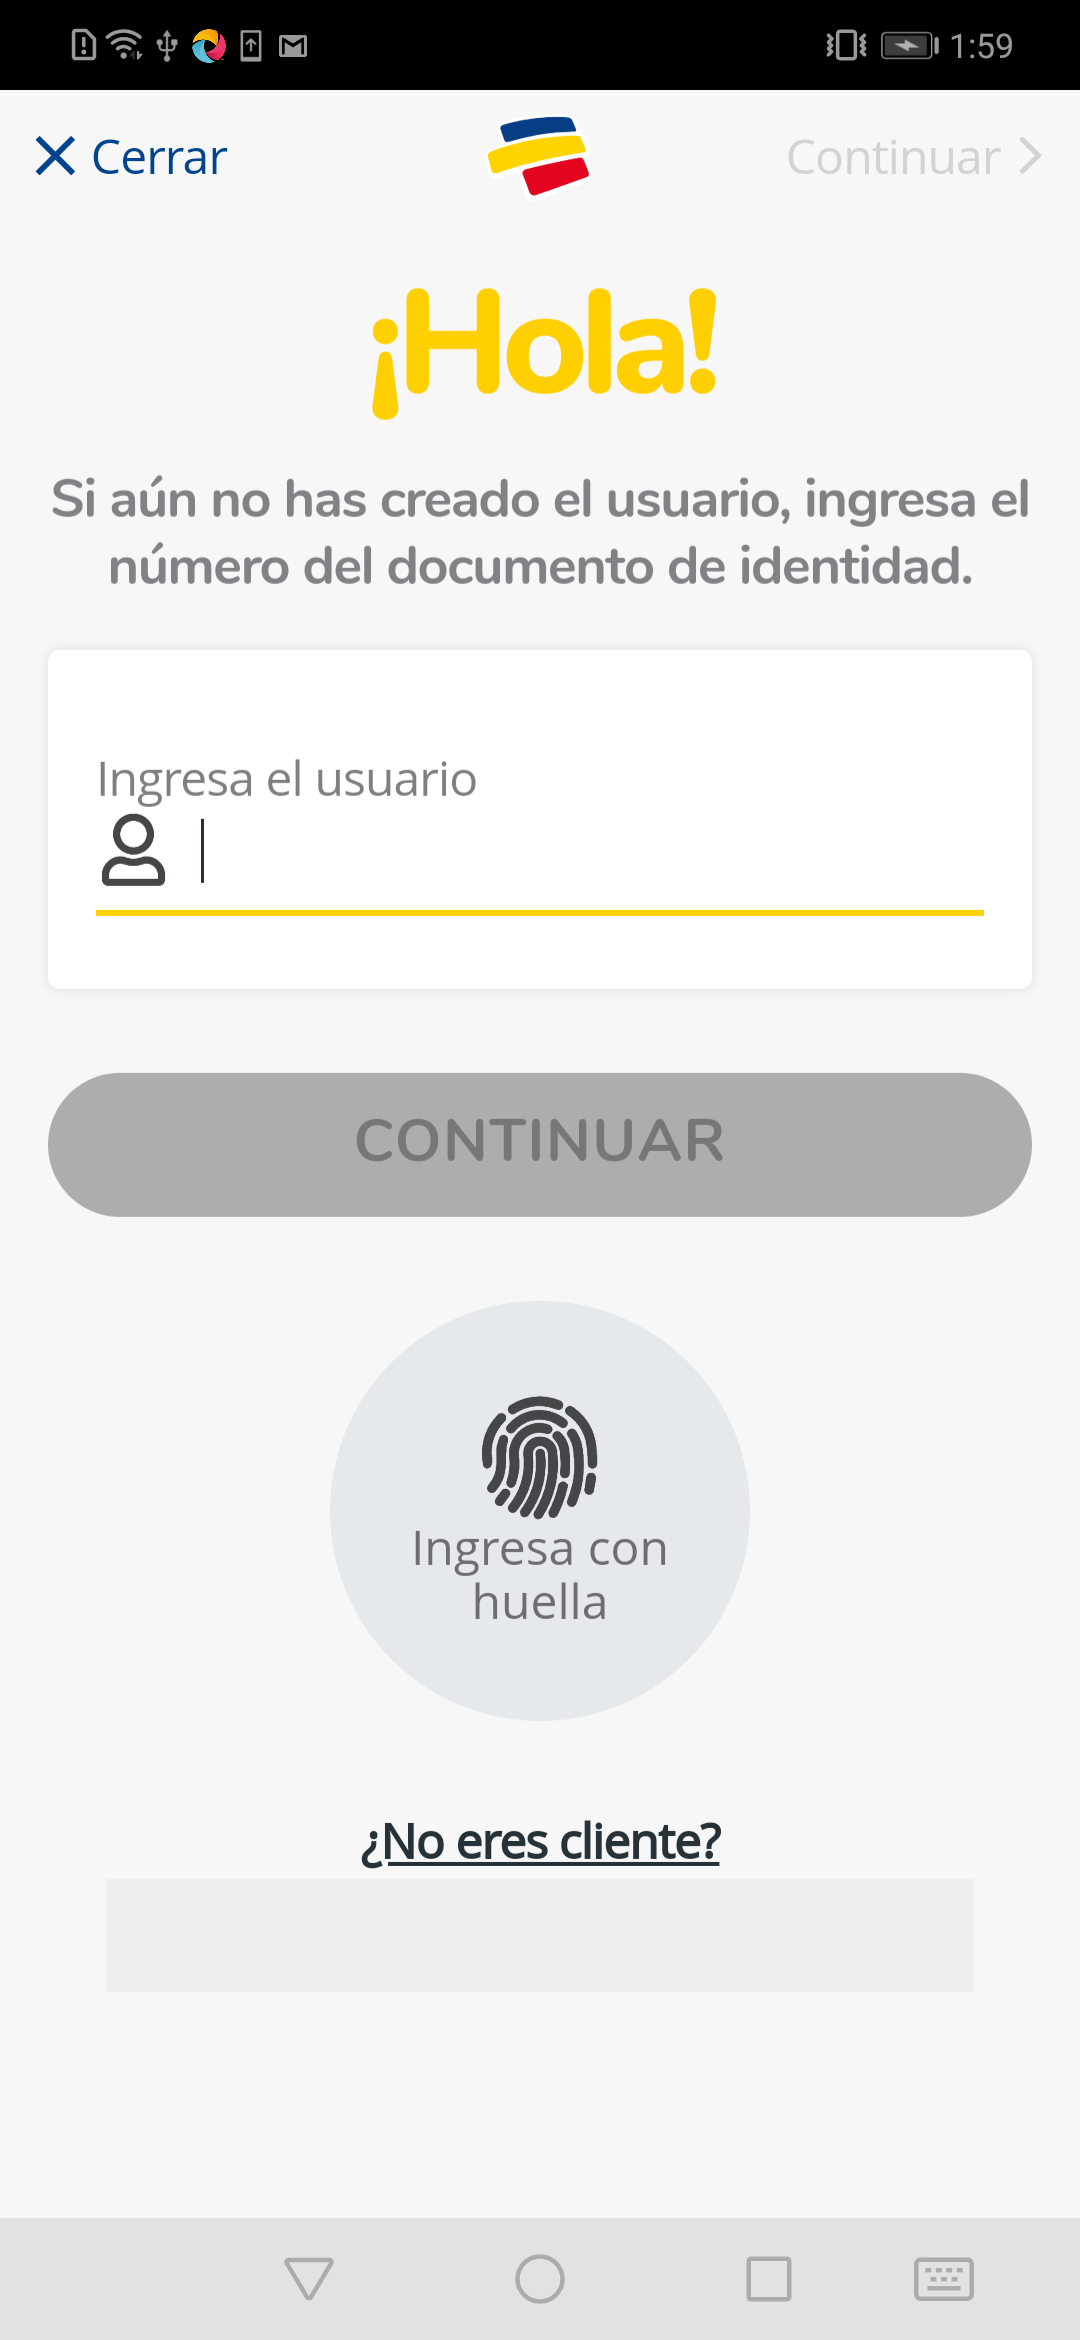 1:59
Cerrar
Continuar
¡Hola!
Si aún no has creado el usuario, ingresa el
número del documento de identidad.
Ingresa el usuario
CONTINUAR
Ingresa con
huella
¿No eres cliente?